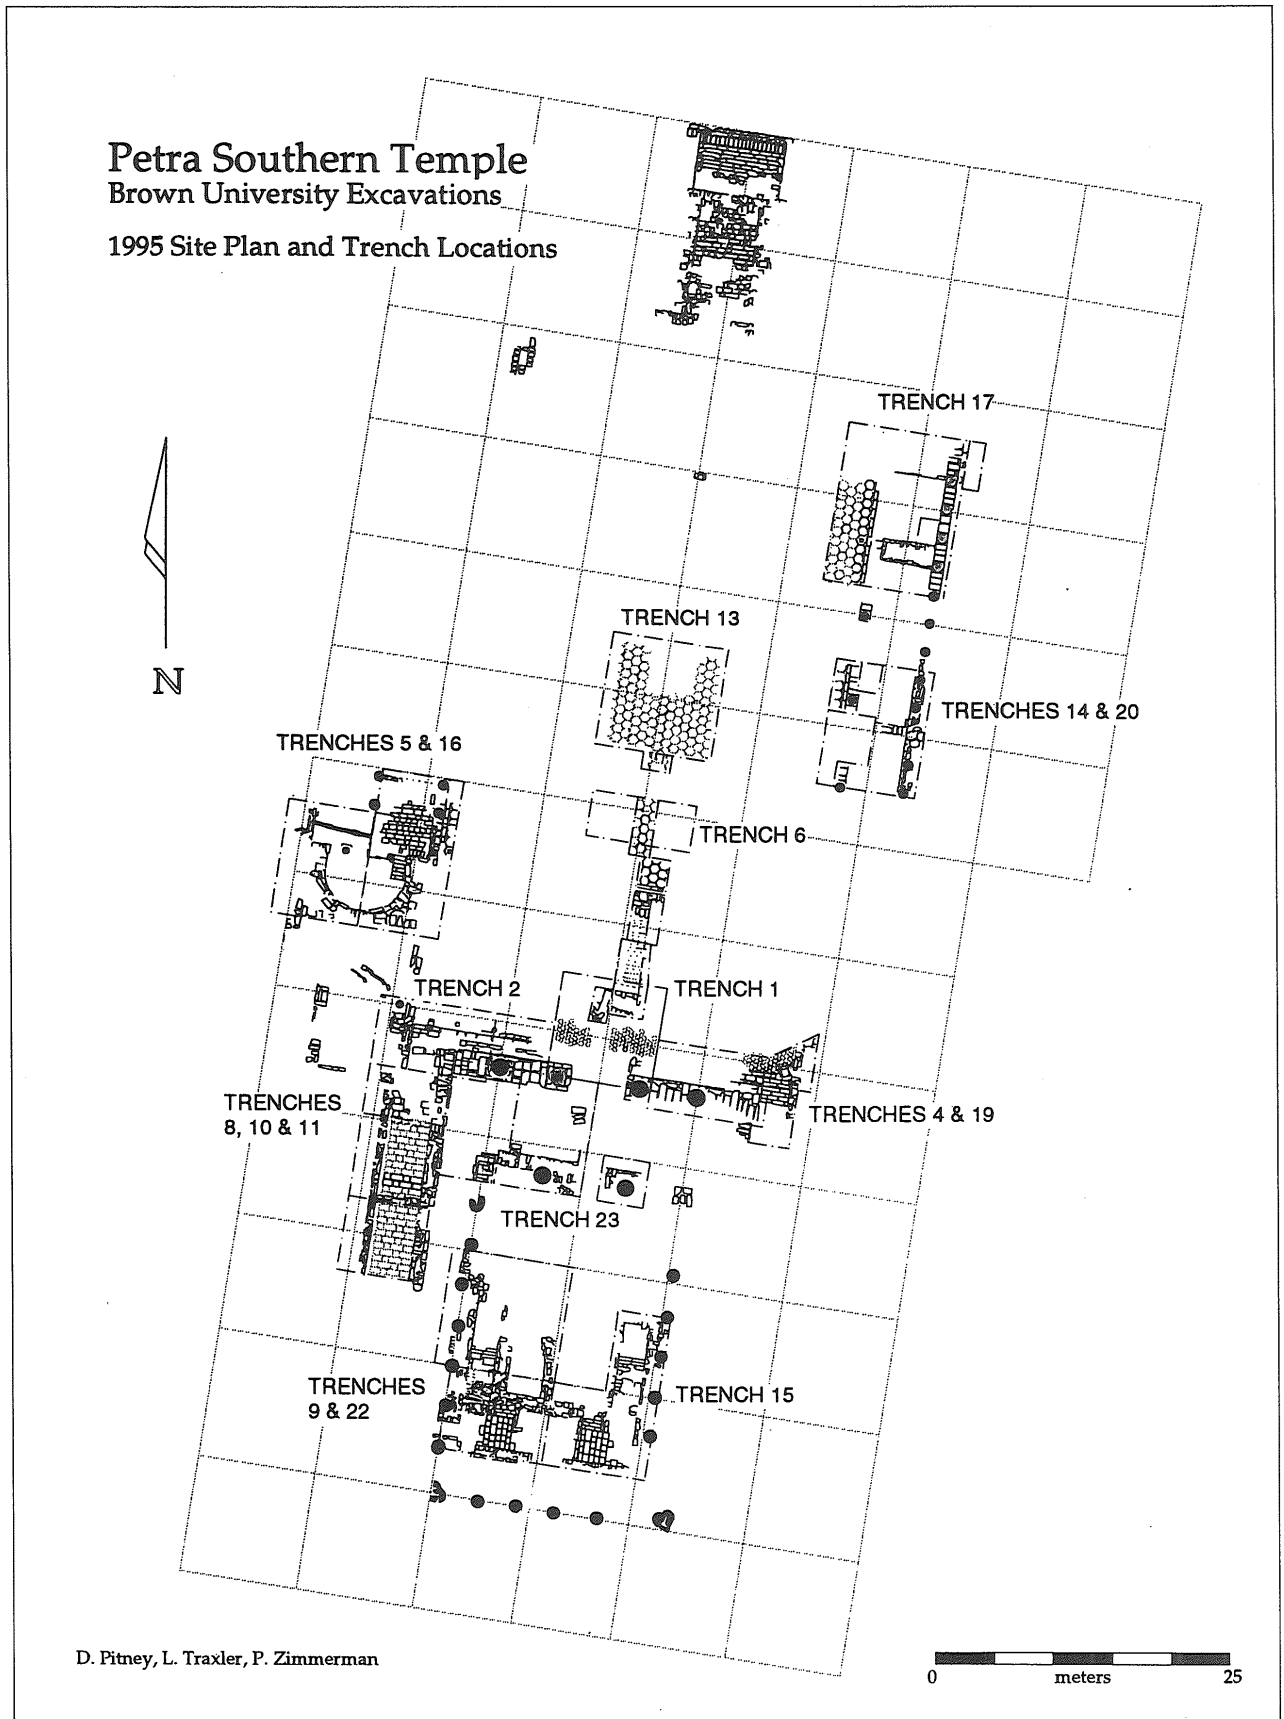 Petra Southern Temple
Brown University Excavations
1995 Site Plan and Trench Locations
TRENCH 17
TRENCH 13
N
TRENCHES 14 & 20
TRENCHES 5 & 16
TRENCH 6
TRENCH 2
TRENCH 1
TRENCHES
8, 10 & 11
TRENCHES 4 & 19
TRENCH 23
TRENCHES
9 & 22
TRENCH 15
D. Pitney, L. Traxler, P. Zimmerman
0 meters 25